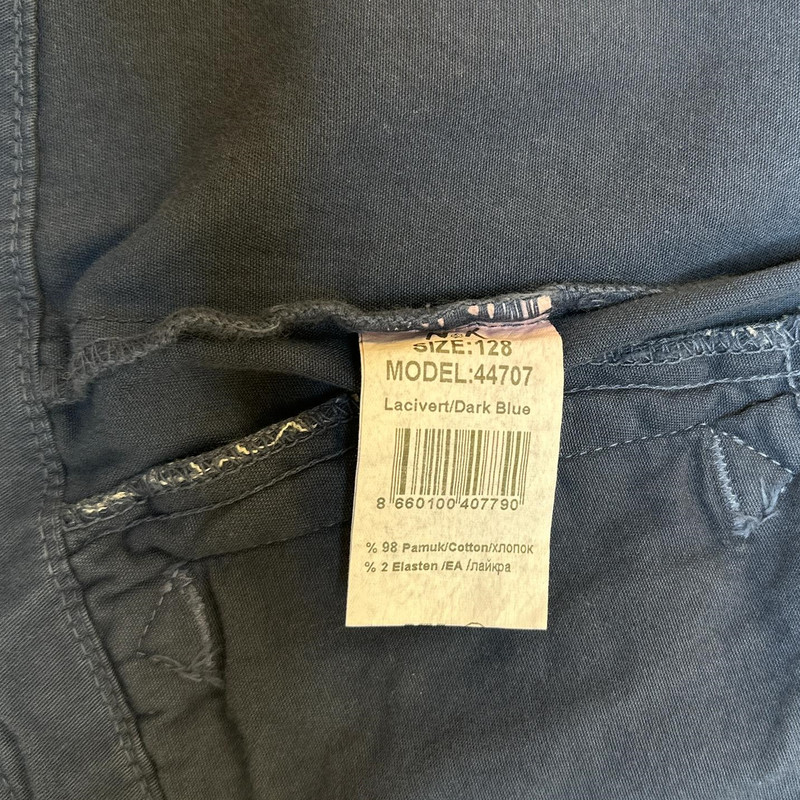 SIZE:128
MODEL:44707
Lacivert/Dark Blue
8 660100 407790
% 98 Pamuk/Cotton/хлопок
% 2 Elasten /EA /лайкра